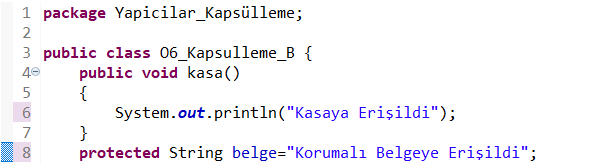 1 package Yapicilar_Kapsülleme;
2
3 public class O6_Kapsulleme_B {
4 public void kasa()
5 {
6 System.out.println("Kasaya Erişildi");
7 }
8 protected String belge="Korumalı Belgeye Erişildi";